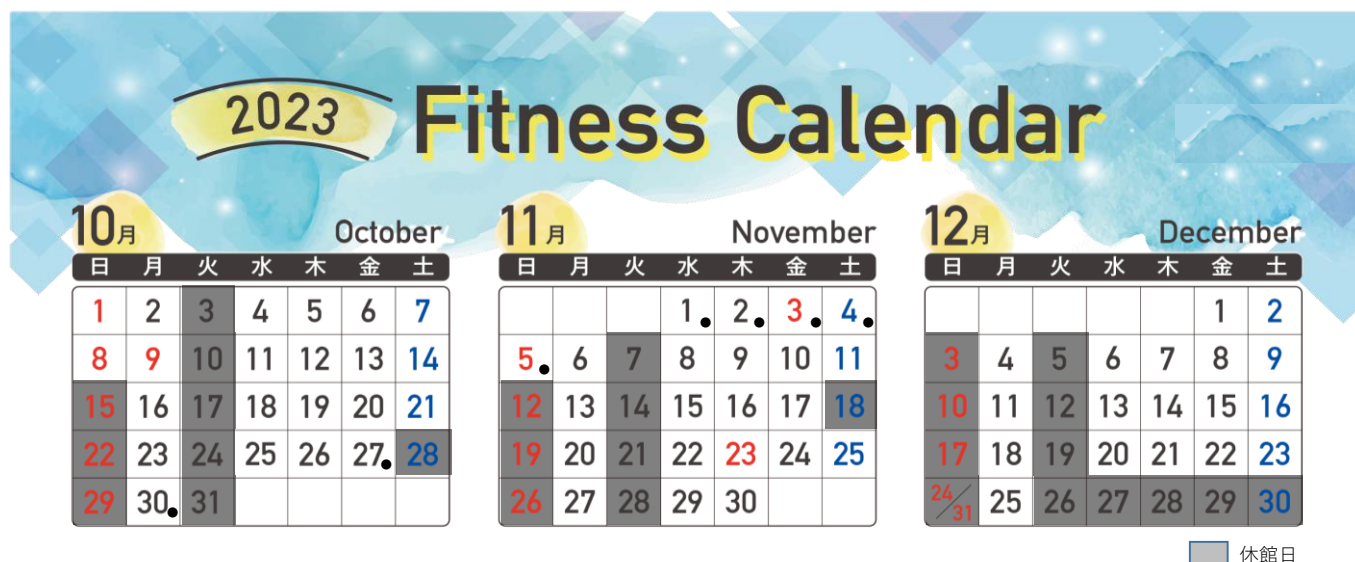 2023 Fitness Calendar
10月 October
日 月 火 水 木 金 土
1 2 3 4 5 6 7
8 9 10 11 12 13 14
15 16 17 18 19 20 21
22 23 24 25 26 27 28
29 30 31
11月 November
日 月 火 水 木 金 土
1 2 3 4
5 6 7 8 9 10 11
12 13 14 15 16 17 18
19 20 21 22 23 24 25
26 27 28 29 30
12月 December
日 月 火 水 木 金 土
1 2
3 4 5 6 7 8 9
10 11 12 13 14 15 16
17 18 19 20 21 22 23
24/31 25 26 27 28 29 30
休館日